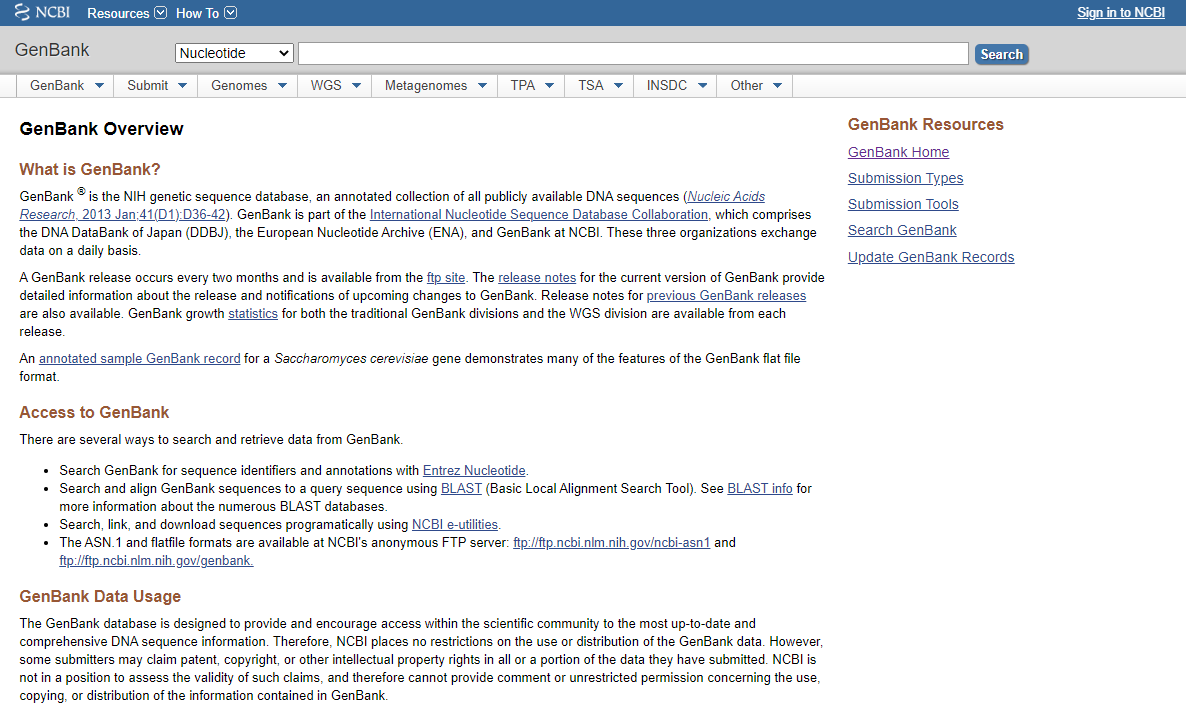 NCBI Resources How To Sign in to NCBI
GenBank Nucleotide Search
GenBank Submit Genomes WGS Metagenomes TPA TSA INSDC Other
GenBank Overview
What is GenBank?
GenBank ® is the NIH genetic sequence database, an annotated collection of all publicly available DNA sequences (Nucleic Acids
Research, 2013 Jan;41(D1):D36-42). GenBank is part of the International Nucleotide Sequence Database Collaboration, which comprises
the DNA DataBank of Japan (DDBJ), the European Nucleotide Archive (ENA), and GenBank at NCBI. These three organizations exchange
data on a daily basis.
A GenBank release occurs every two months and is available from the ftp site. The release notes for the current version of GenBank provide
detailed information about the release and notifications of upcoming changes to GenBank. Release notes for previous GenBank releases
are also available. GenBank growth statistics for both the traditional GenBank divisions and the WGS division are available from each
release.
An annotated sample GenBank record for a Saccharomyces cerevisiae gene demonstrates many of the features of the GenBank flat file
format.
Access to GenBank
There are several ways to search and retrieve data from GenBank.
• Search GenBank for sequence identifiers and annotations with Entrez Nucleotide.
• Search and align GenBank sequences to a query sequence using BLAST (Basic Local Alignment Search Tool). See BLAST info for
more information about the numerous BLAST databases.
• Search, link, and download sequences programatically using NCBI e-utilities.
• The ASN.1 and flatfile formats are available at NCBI's anonymous FTP server: ftp://ftp.ncbi.nlm.nih.gov/ncbi-asn1 and
ftp://ftp.ncbi.nlm.nih.gov/genbank.
GenBank Data Usage
The GenBank database is designed to provide and encourage access within the scientific community to the most up-to-date and
comprehensive DNA sequence information. Therefore, NCBI places no restrictions on the use or distribution of the GenBank data. However,
some submitters may claim patent, copyright, or other intellectual property rights in all or a portion of the data they have submitted. NCBI is
not in a position to assess the validity of such claims, and therefore cannot provide comment or unrestricted permission concerning the use,
copying, or distribution of the information contained in GenBank.
GenBank Resources
GenBank Home
Submission Types
Submission Tools
Search GenBank
Update GenBank Records